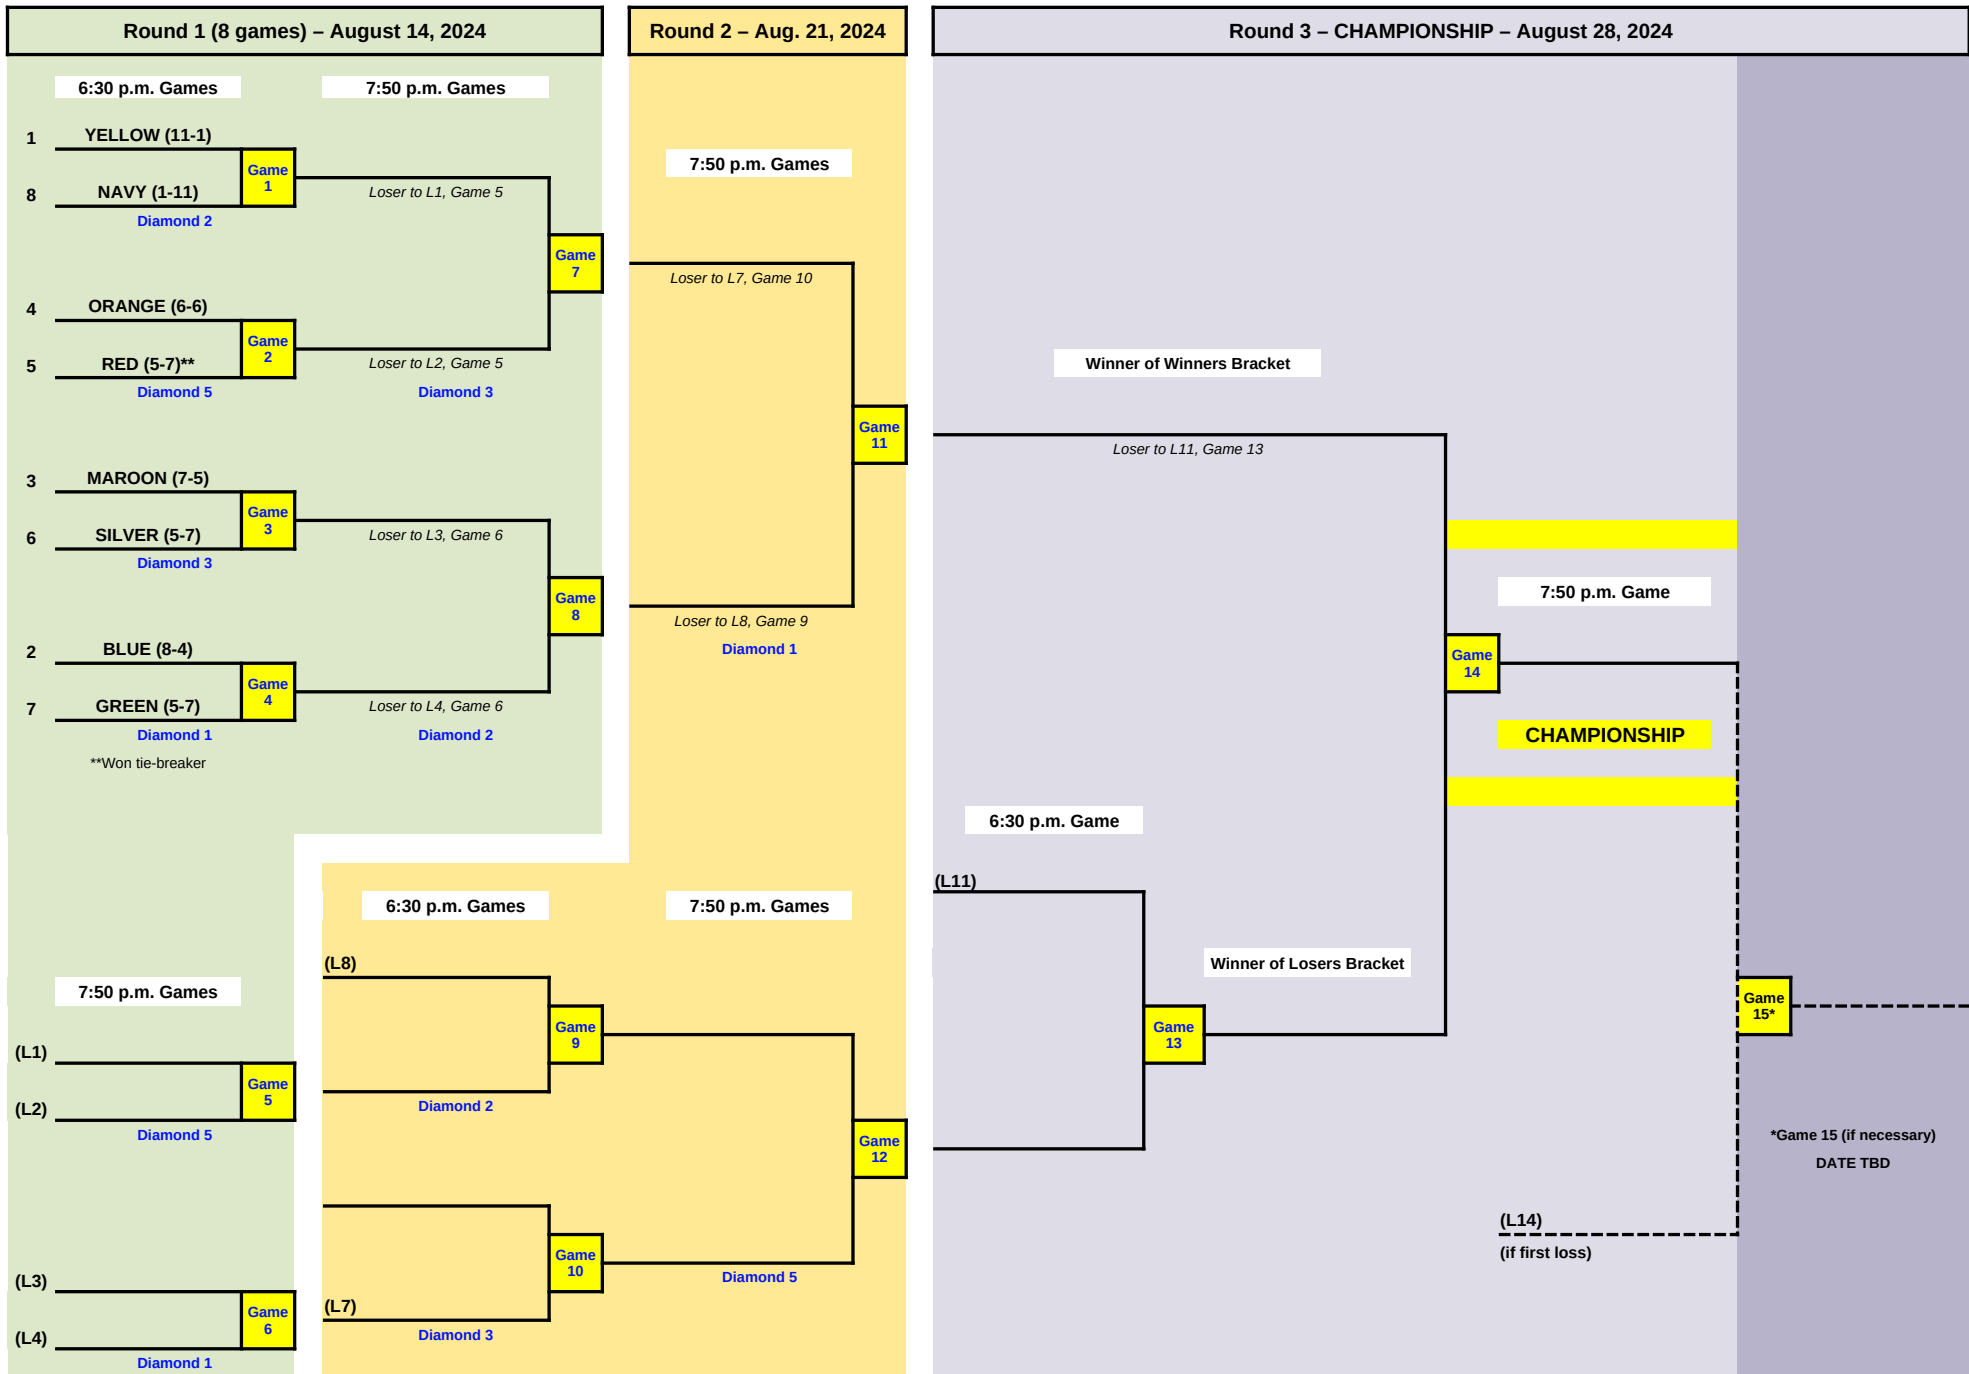 Round 1 (8 games) – August 14, 2024
6:30 p.m. Games
7:50 p.m. Games
1
YELLOW (11-1)
Game
1
8
NAVY (1-11)
Diamond 2
Loser to L1, Game 5
4
ORANGE (6-6)
Game
2
5
RED (5-7)**
Diamond 5
Loser to L2, Game 5
Diamond 3
Game
7
3
MAROON (7-5)
Game
3
6
SILVER (5-7)
Diamond 3
Loser to L3, Game 6
2
BLUE (8-4)
Game
4
7
GREEN (5-7)
Diamond 1
**Won tie-breaker
Loser to L4, Game 6
Diamond 2
Game
8
7:50 p.m. Games
(L1)
Game
5
(L2)
Diamond 5
(L3)
Game
6
(L4)
Diamond 1
Round 2 – Aug. 21, 2024
7:50 p.m. Games
Loser to L7, Game 10
Game
11
Loser to L8, Game 9
Diamond 1
6:30 p.m. Games
7:50 p.m. Games
(L8)
Game
9
Diamond 2
Game
10
(L7)
Diamond 3
Game
12
Diamond 5
Round 3 – CHAMPIONSHIP – August 28, 2024
Winner of Winners Bracket
Loser to L11, Game 13
7:50 p.m. Game
Game
14
CHAMPIONSHIP
6:30 p.m. Game
(L11)
Winner of Losers Bracket
Game
13
Game
15*
*Game 15 (if necessary)
DATE TBD
(L14)
(if first loss)